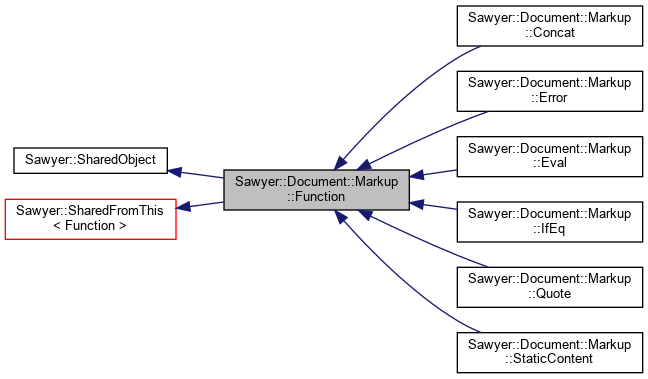 Sawyer::SharedObject
Sawyer::SharedFromThis
< Function >
Sawyer::Document::Markup
::Function
Sawyer::Document::Markup
::Concat
Sawyer::Document::Markup
::Error
Sawyer::Document::Markup
::Eval
Sawyer::Document::Markup
::IfEq
Sawyer::Document::Markup
::Quote
Sawyer::Document::Markup
::StaticContent